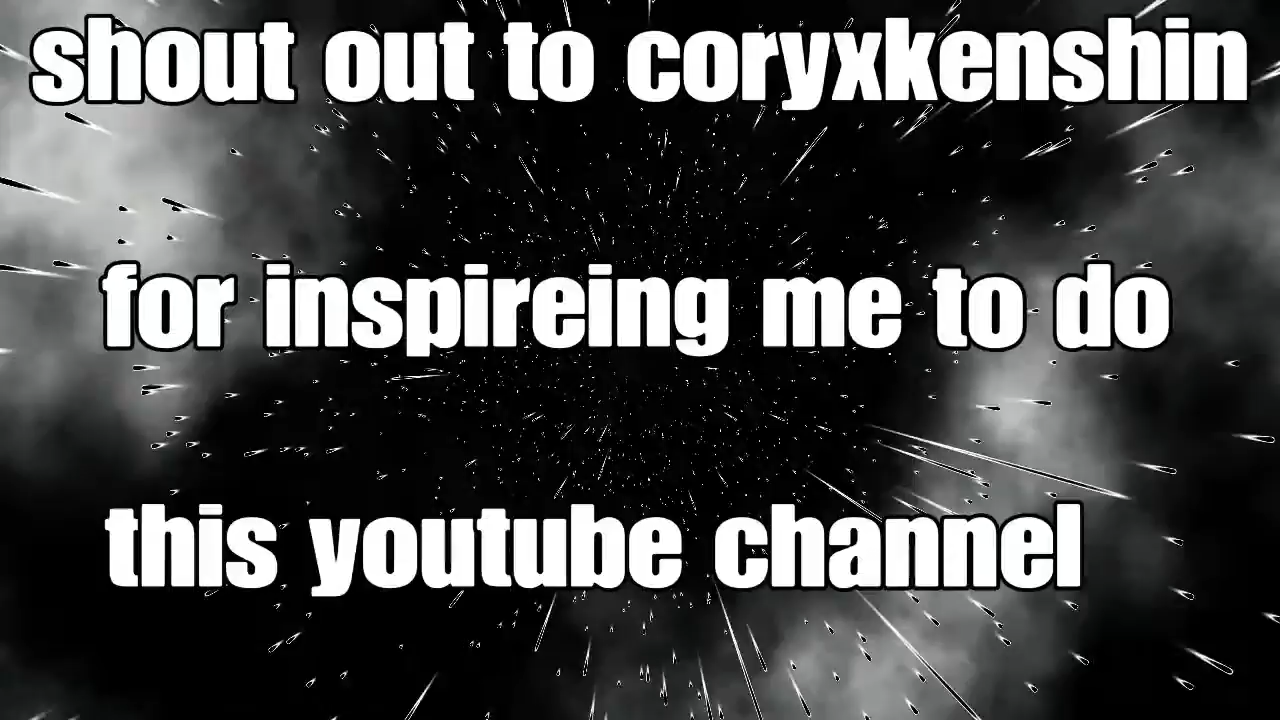 shout out to coryxkenshin
for inspireing me to do
this youtube channel